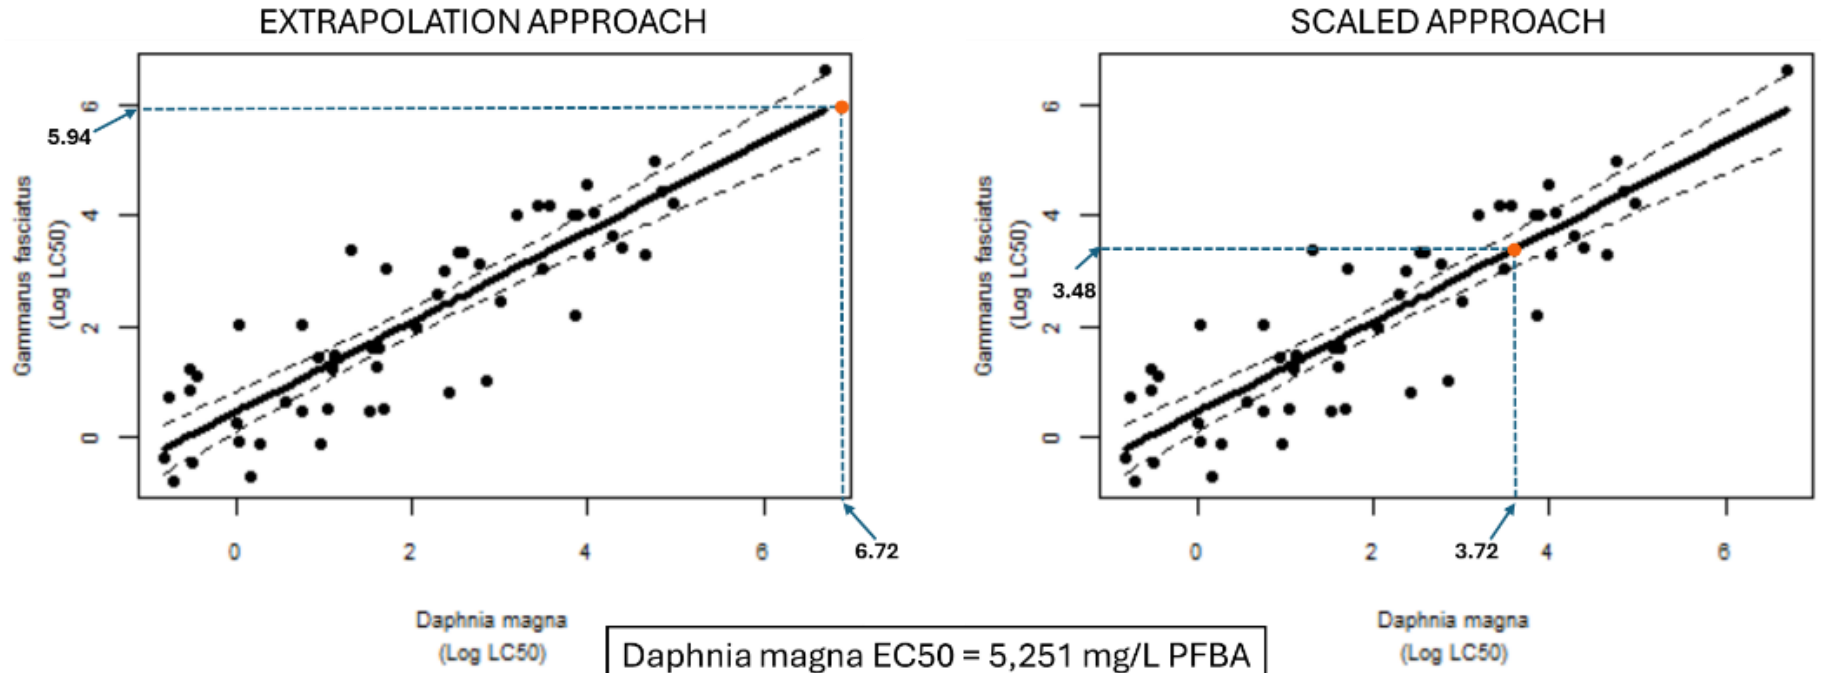 EXTRAPOLATION APPROACH
6
5.94
4
2
0
Gammarus fasciatus
(Log LC50)
0
2
4
6
6.72
Daphnia magna
(Log LC50)
SCALED APPROACH
6
4
3.48
2
0
Gammarus fasciatus
(Log LC50)
0
2
3.72
4
6
Daphnia magna
(Log LC50)
Daphnia magna EC50 = 5,251 mg/L PFBA